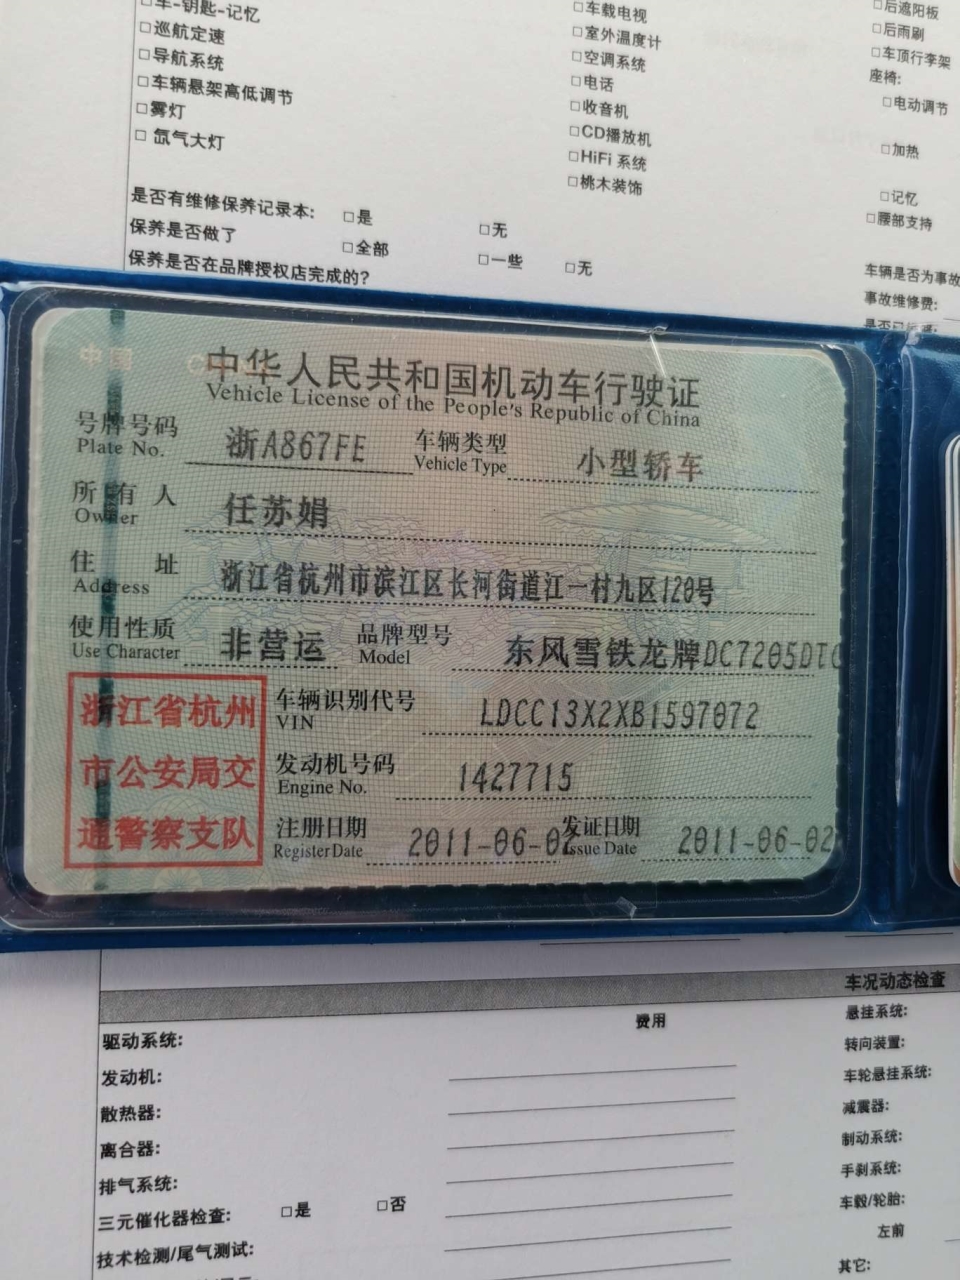 □车-钥匙-记忆
□车载电视
□后遮阳板
□巡航定速
□室外温度计
□后雨刷
□导航系统
□空调系统
□车顶行李架
□车辆悬架高低调节
□电话
座椅:
□雾灯
□收音机
□电动调节
□氙气大灯
□CD播放机
□加热
□HiFi 系统
□桃木装饰
□记忆
是否有维修保养记录本: □是 □无
□腰部支持
保养是否做了 □全部 □一些 □无
保养是否在品牌授权店完成的?
车辆是否为事故
事故维修费:
中国
中华人民共和国机动车行驶证
Vehicle License of the People's Republic of China
号牌号码 浙A867FE 车辆类型 小型轿车
Plate No. Vehicle Type
所有人 任苏娟
Owner
住址 浙江省杭州市滨江区长河街道江一村九区120号
Address
使用性质 非营运 品牌型号 东风雪铁龙牌DC7205DTC
Use Character Model
浙江省杭州
市公安局交
通警察支队
车辆识别代号 LDCC13X2XB1597072
VIN
发动机号码 1427715
Engine No.
注册日期 2011-06-02 发证日期 2011-06-02
Register Date Issue Date
车况动态检查
费用
悬挂系统:
驱动系统:
转向装置:
发动机:
车轮悬挂系统:
散热器:
减震器:
离合器:
制动系统:
排气系统:
手刹系统:
三元催化器检查: □是 □否
车毂/轮胎:
左前
技术检测/尾气测试:
其它: